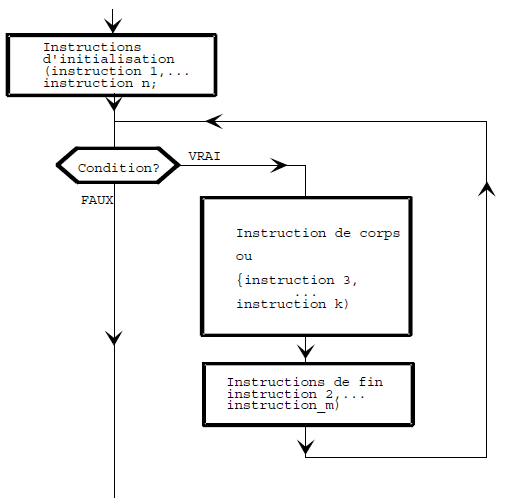 Instructions
d'initialisation
(instruction 1,...
instruction n;
Condition?
VRAI
FAUX
Instruction de corps
ou
{instruction 3,
...
instruction k)
Instructions de fin
instruction 2,...
instruction_m)